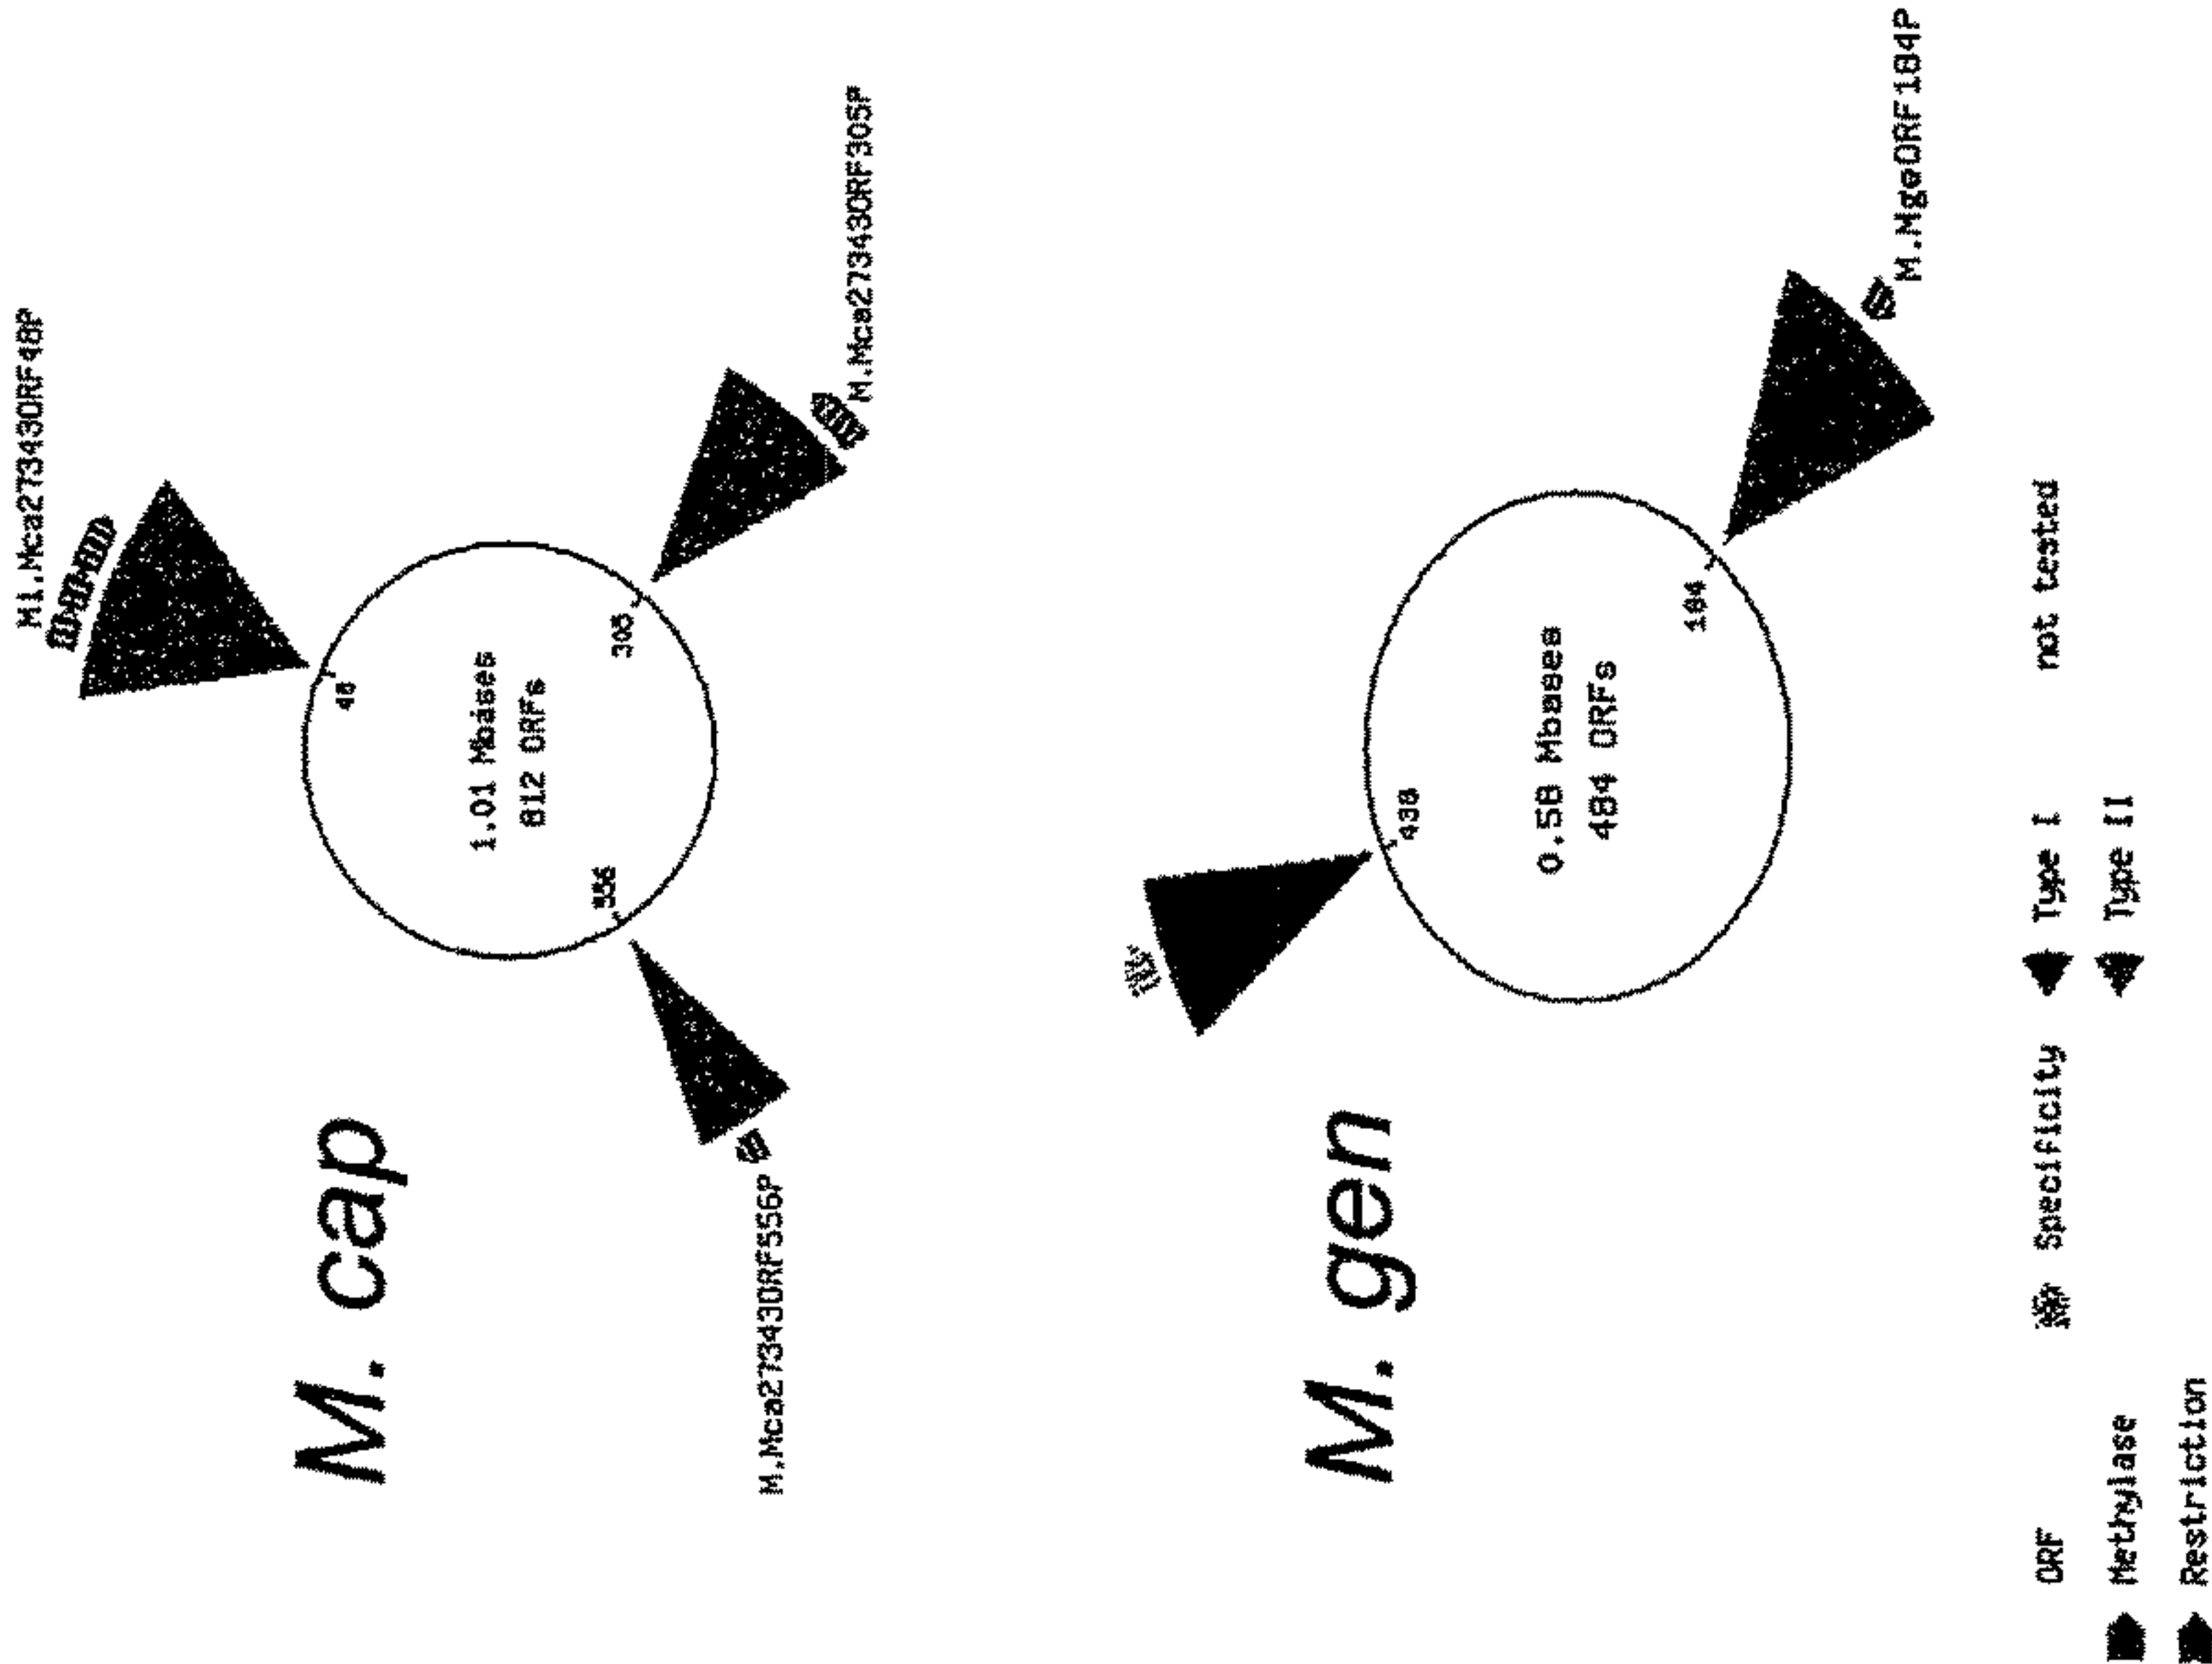 M. cap
M1.Mca27343ORF48P
48
1.01 Mbases
812 ORFs
305
M.Mca27343ORF305P
556
M.Mca27343ORF556P
M. gen
438
0.58 Mbases
484 ORFs
184
M.MgeORF184P
ORF
Specificity
Type I
not tested
Methylase
Type II
Restriction